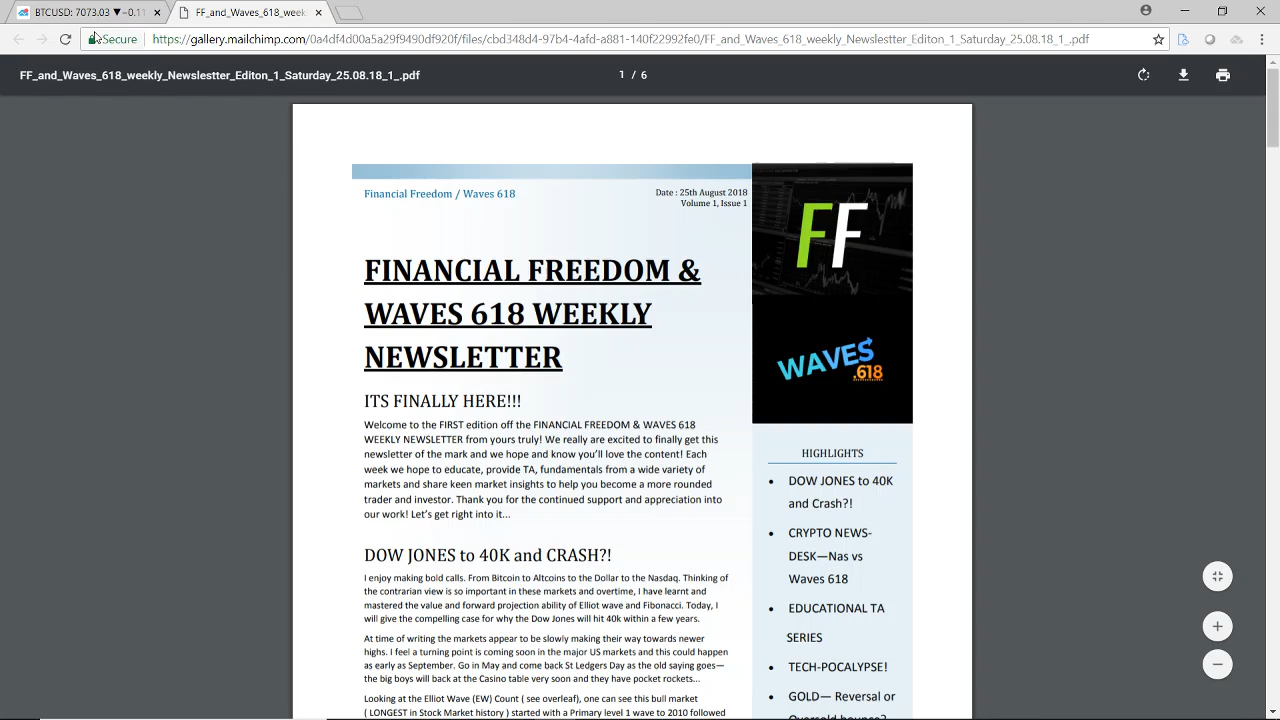 BTCUSD: 7073.03 ▼−0.11
FF_and_Waves_618_week
Secure
https://gallery.mailchimp.com/0a4df4d00a5a29f9490df920f/files/cbd348d4-97b4-4afd-a881-140f22992fe0/FF_and_Waves_618_weekly_Newslestter_Editon_1_Saturday_25.08.18_1_.pdf
FF_and_Waves_618_weekly_Newslestter_Editon_1_Saturday_25.08.18_1_.pdf
1 / 6
Financial Freedom / Waves 618
Date : 25th August 2018
Volume 1, Issue 1
FINANCIAL FREEDOM &
WAVES 618 WEEKLY
NEWSLETTER
ITS FINALLY HERE!!!
Welcome to the FIRST edition off the FINANCIAL FREEDOM & WAVES 618
WEEKLY NEWSLETTER from yours truly! We really are excited to finally get this
newsletter of the mark and we hope and know you'll love the content! Each
week we hope to educate, provide TA, fundamentals from a wide variety of
markets and share keen market insights to help you become a more rounded
trader and investor. Thank you for the continued support and appreciation into
our work! Let's get right into it...
DOW JONES to 40K and CRASH?!
I enjoy making bold calls. From Bitcoin to Altcoins to the Dollar to the Nasdaq. Thinking of
the contrarian view is so important in these markets and overtime, I have learnt and
mastered the value and forward projection ability of Elliot wave and Fibonacci. Today, I
will give the compelling case for why the Dow Jones will hit 40k within a few years.
At time of writing the markets appear to be slowly making their way towards newer
highs. I feel a turning point is coming soon in the major US markets and this could happen
as early as September. Go in May and come back St Ledgers Day as the old saying goes—
the big boys will back at the Casino table very soon and they have pocket rockets...
Looking at the Elliot Wave (EW) Count ( see overleaf), one can see this bull market
( LONGEST in Stock Market history ) started with a Primary level 1 wave to 2010 followed
FF
WAVES
.618
HIGHLIGHTS
• DOW JONES to 40K
and Crash?!
• CRYPTO NEWS-
DESK—Nas vs
Waves 618
• EDUCATIONAL TA
SERIES
• TECH-POCALYPSE!
• GOLD— Reversal or
Oversold bounce?